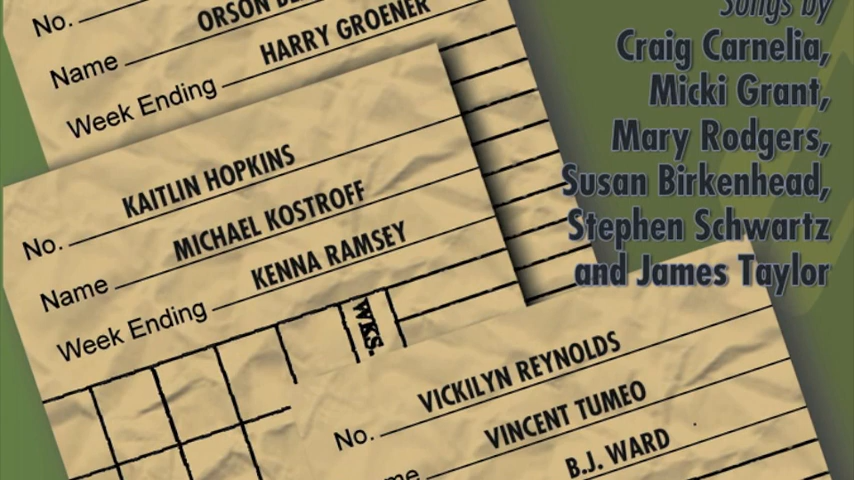 No. ORSON
Name HARRY GROENER
Week Ending
Songs by
Craig Carnelia,
Micki Grant,
Mary Rodgers,
Susan Birkenhead,
Stephen Schwartz
and James Taylor
KAITLIN HOPKINS
No.
MICHAEL KOSTROFF
Name
KENNA RAMSEY
Week Ending
WKS.
VICKILYN REYNOLDS
No.
VINCENT TUMEO
B.J. WARD